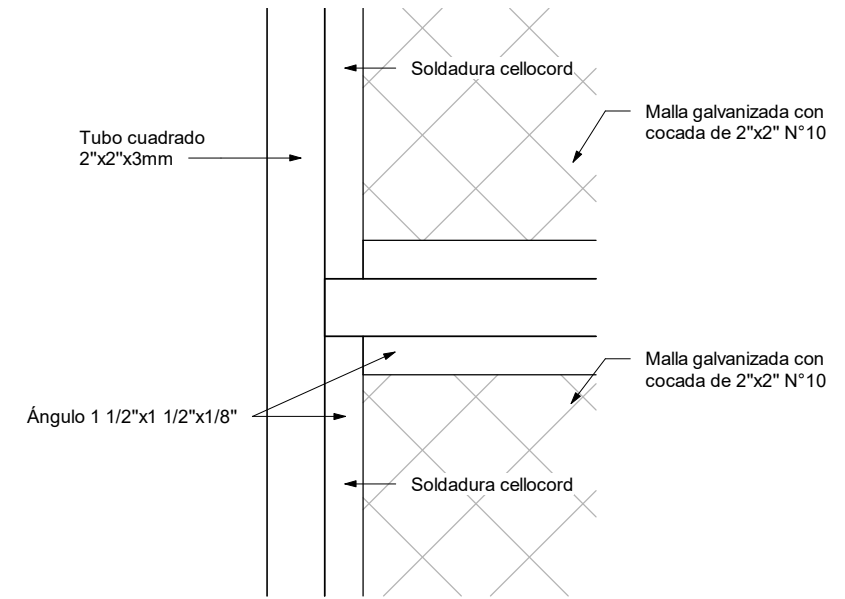 Soldadura cellocord
Malla galvanizada con
cocada de 2"x2" N°10
Tubo cuadrado
2"x2"x3mm
Malla galvanizada con
cocada de 2"x2" N°10
Ángulo 1 1/2"x1 1/2"x1/8"
Soldadura cellocord